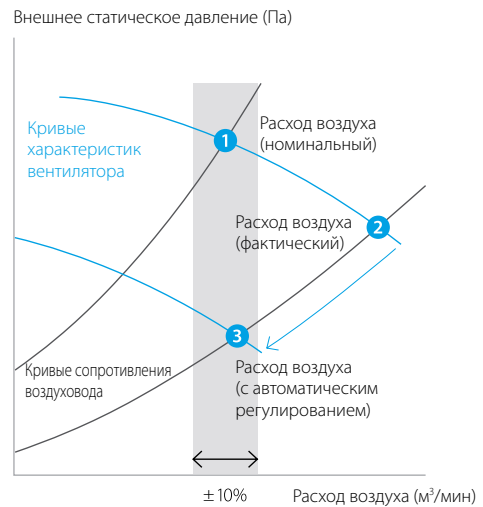 Внешнее статическое давление (Па)
Кривые
характеристик
вентилятора
1
Расход воздуха
(номинальный)
Расход воздуха
(фактический)
2
3
Кривые сопротивления
воздуховода
Расход воздуха
(с автоматическим
регулированием)
±10%
Расход воздуха (м³/мин)